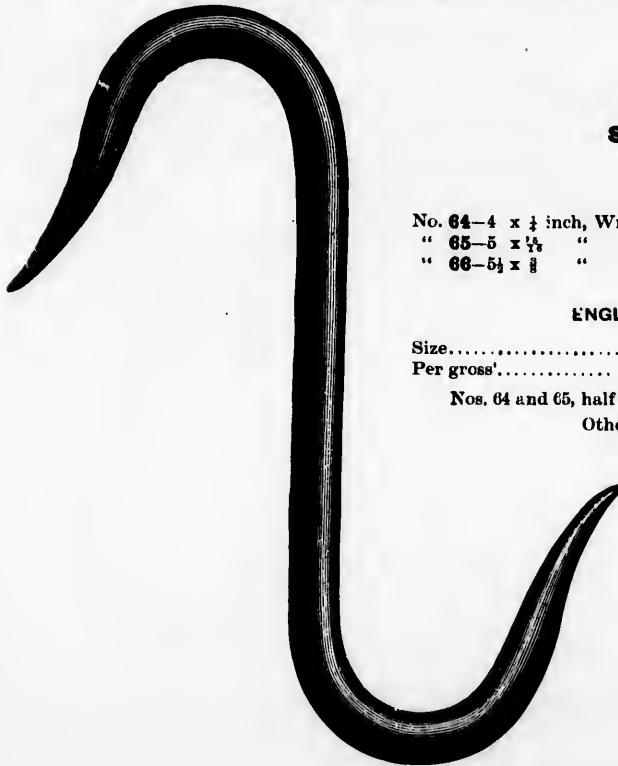 S
No. 64–4 x ¼ inch, Wr
“ 65–5 x 5/16 “
“ 66–5½ x ⅜ “
ENGL
Size..................
Per gross'.............
Nos. 64 and 65, half
Othe